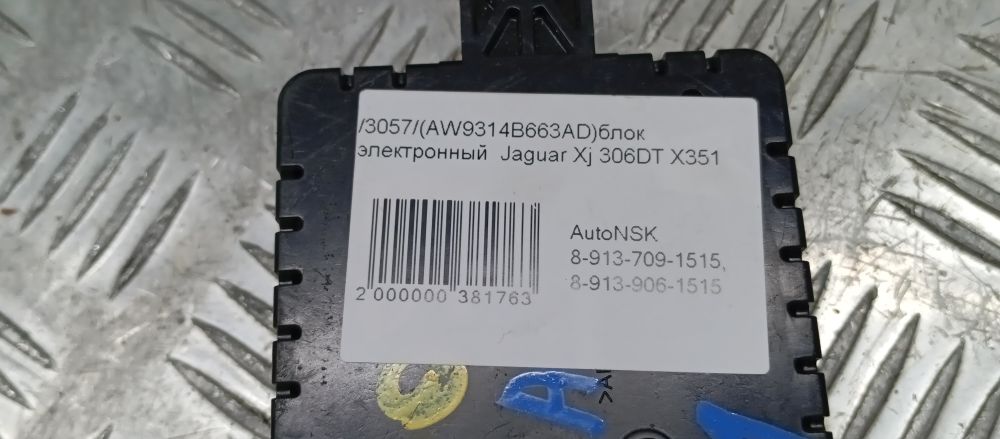 /3057/(AW9314B663AD)блок
электронный Jaguar Xj 306DT X351
AutoNSK
8-913-709-1515,
8-913-906-1515
2 000000 381763